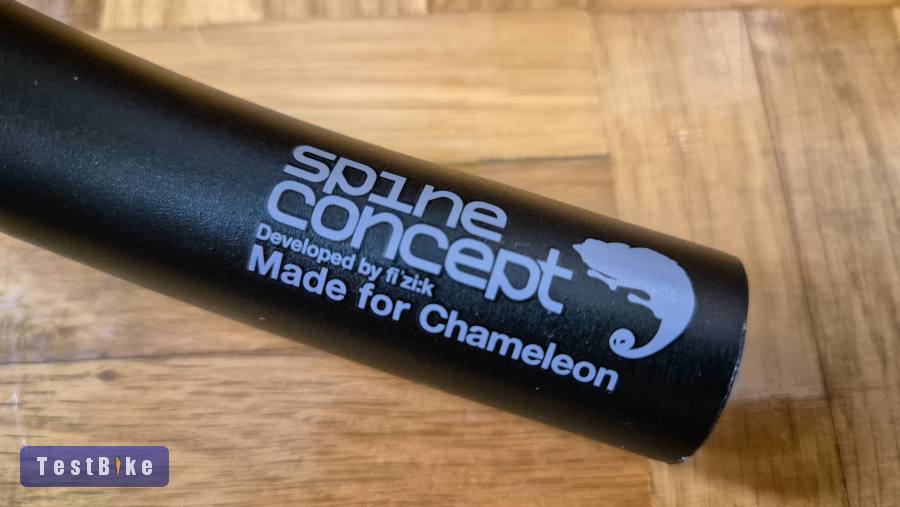 spine
concept
Developed by fi'zi:k
Made for Chameleon
TestBike